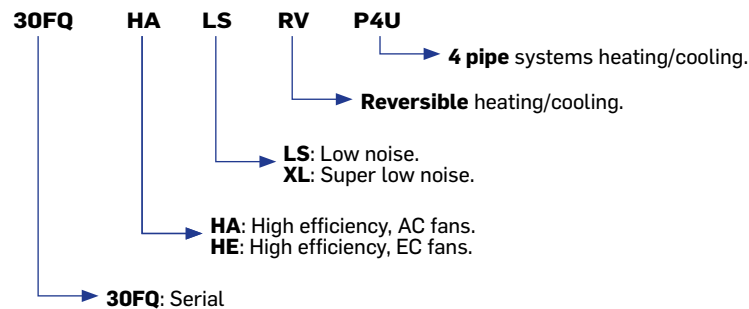 30FQ HA LS RV P4U
4 pipe systems heating/cooling.
Reversible heating/cooling.
LS: Low noise.
XL: Super low noise.
HA: High efficiency, AC fans.
HE: High efficiency, EC fans.
30FQ: Serial